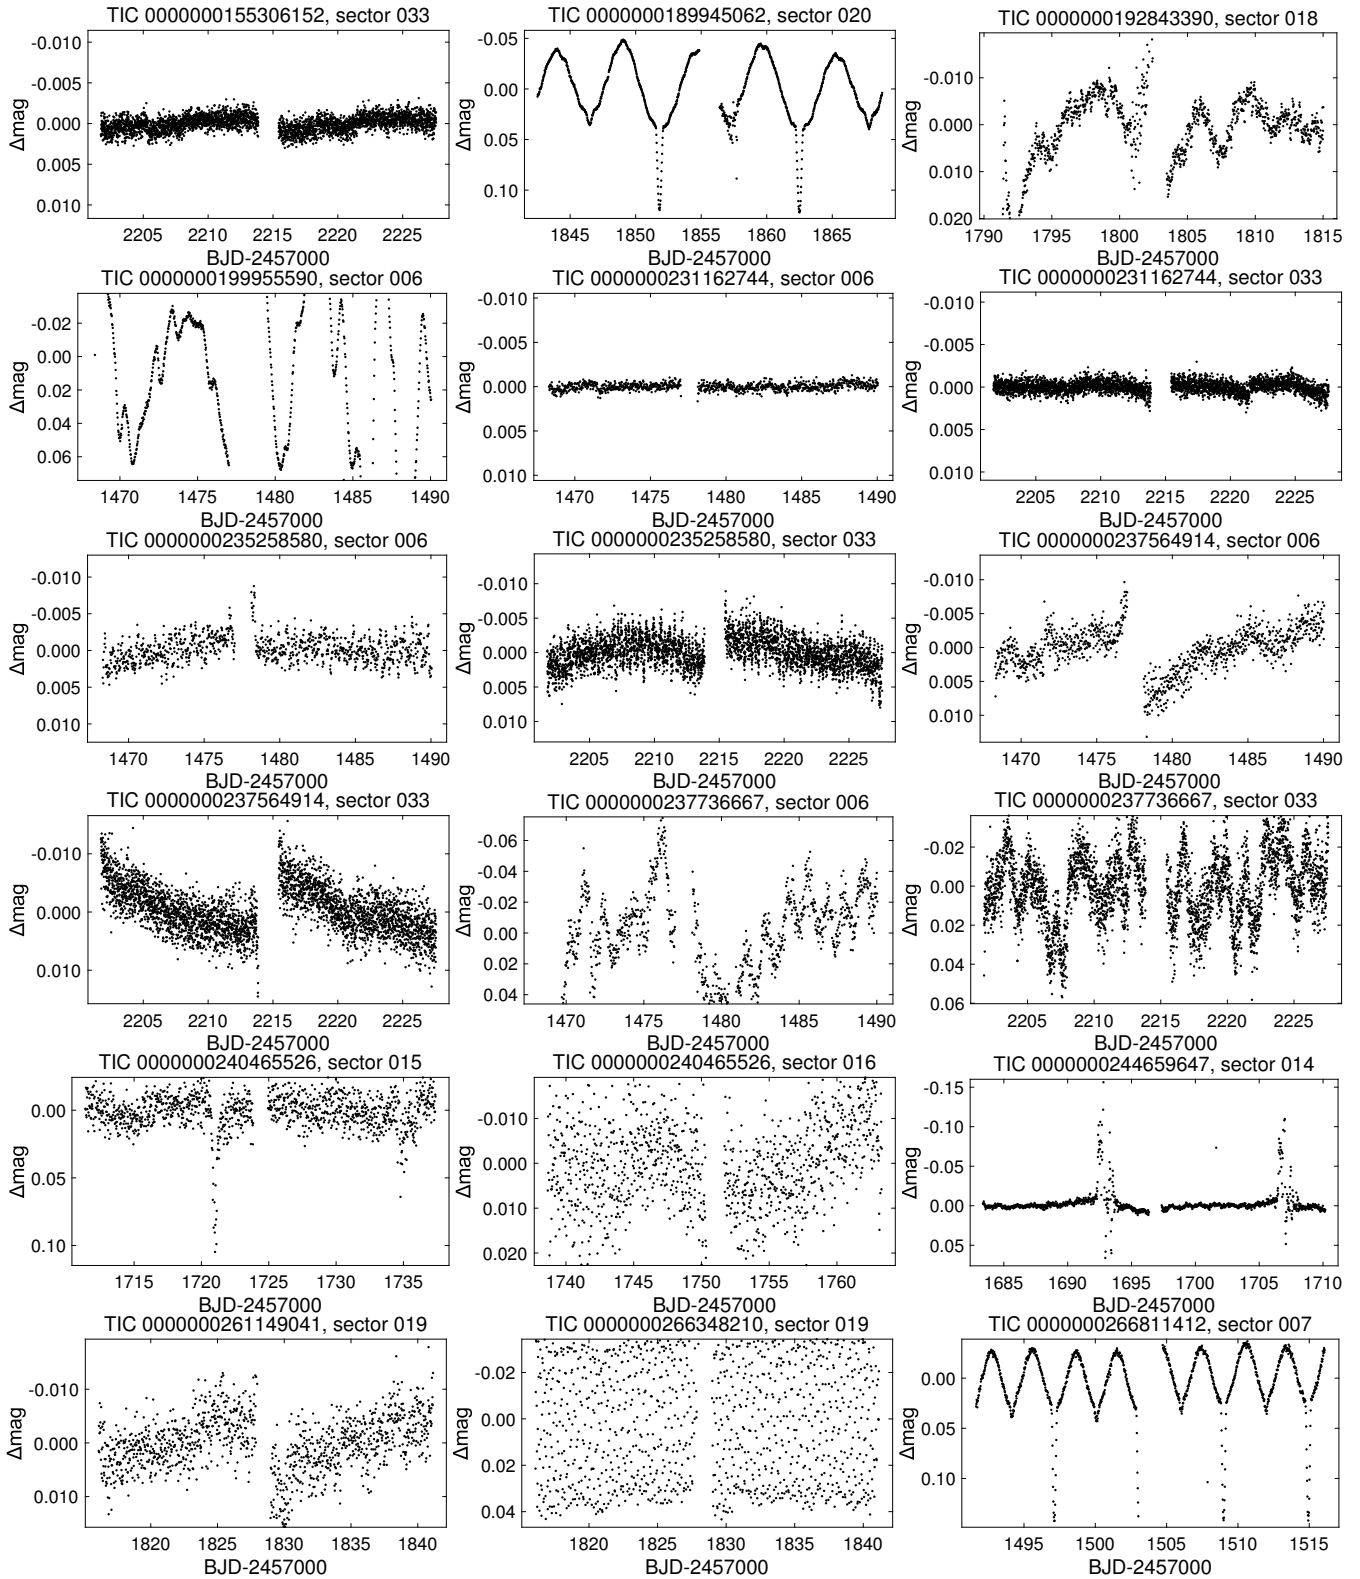 TIC 0000000155306152, sector 033
Δmag
-0.010
-0.005
0.000
0.005
0.010
2205 2210 2215 2220 2225
BJD-2457000
TIC 0000000189945062, sector 020
Δmag
-0.05
0.00
0.05
0.10
1845 1850 1855 1860 1865
BJD-2457000
TIC 0000000192843390, sector 018
Δmag
-0.010
0.000
0.010
0.020
1790 1795 1800 1805 1810 1815
BJD-2457000
TIC 0000000199955590, sector 006
Δmag
-0.02
0.00
0.02
0.04
0.06
1470 1475 1480 1485 1490
BJD-2457000
TIC 0000000231162744, sector 006
Δmag
-0.010
-0.005
0.000
0.005
0.010
1470 1475 1480 1485 1490
BJD-2457000
TIC 0000000231162744, sector 033
Δmag
-0.010
-0.005
0.000
0.005
0.010
2205 2210 2215 2220 2225
BJD-2457000
TIC 0000000235258580, sector 006
Δmag
-0.010
-0.005
0.000
0.005
0.010
1470 1475 1480 1485 1490
BJD-2457000
TIC 0000000235258580, sector 033
Δmag
-0.010
-0.005
0.000
0.005
0.010
2205 2210 2215 2220 2225
BJD-2457000
TIC 0000000237564914, sector 006
Δmag
-0.010
-0.005
0.000
0.005
0.010
1470 1475 1480 1485 1490
BJD-2457000
TIC 0000000237564914, sector 033
Δmag
-0.010
0.000
0.010
2205 2210 2215 2220 2225
BJD-2457000
TIC 0000000237736667, sector 006
Δmag
-0.06
-0.04
-0.02
0.00
0.02
0.04
1470 1475 1480 1485 1490
BJD-2457000
TIC 0000000237736667, sector 033
Δmag
-0.02
0.00
0.02
0.04
0.06
2205 2210 2215 2220 2225
BJD-2457000
TIC 0000000240465526, sector 015
Δmag
0.00
0.05
0.10
1715 1720 1725 1730 1735
BJD-2457000
TIC 0000000240465526, sector 016
Δmag
-0.010
0.000
0.010
0.020
1740 1745 1750 1755 1760
BJD-2457000
TIC 0000000244659647, sector 014
Δmag
-0.15
-0.10
-0.05
0.00
0.05
1685 1690 1695 1700 1705 1710
BJD-2457000
TIC 0000000261149041, sector 019
Δmag
-0.010
0.000
0.010
1820 1825 1830 1835 1840
BJD-2457000
TIC 0000000266348210, sector 019
Δmag
-0.02
0.00
0.02
0.04
1820 1825 1830 1835 1840
BJD-2457000
TIC 0000000266811412, sector 007
Δmag
0.00
0.05
0.10
1495 1500 1505 1510 1515
BJD-2457000